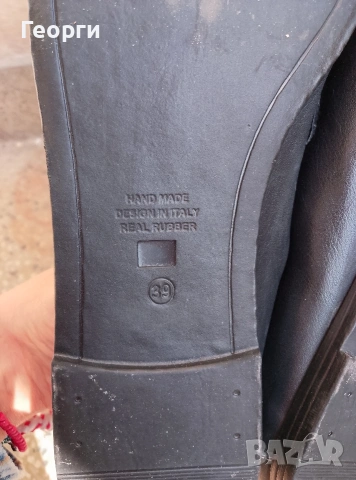 Георги
HAND MADE
DESIGN IN ITALY
REAL RUBBER
39
BAZAR